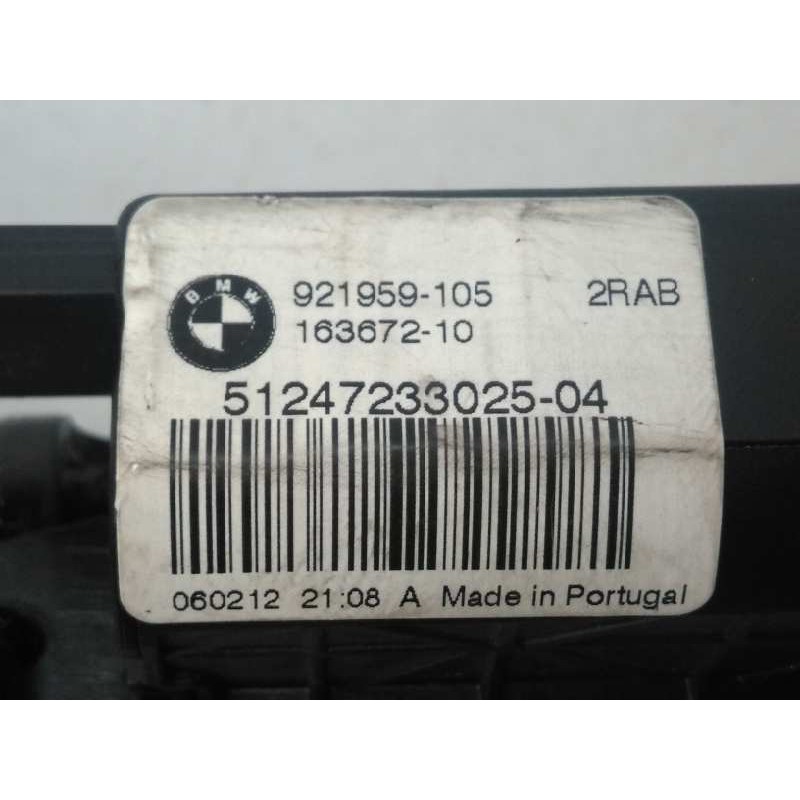 BMW
921959-105 2RAB
163672-10
51247233025-04
060212 21:08 A Made in Portugal